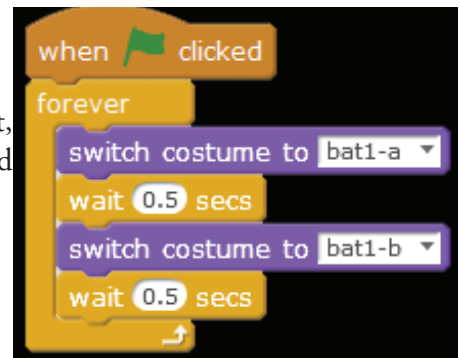 when clicked
forever
t,
switch costume to bat1-a
d
wait 0.5 secs
switch costume to bat1-b
wait 0.5 secs